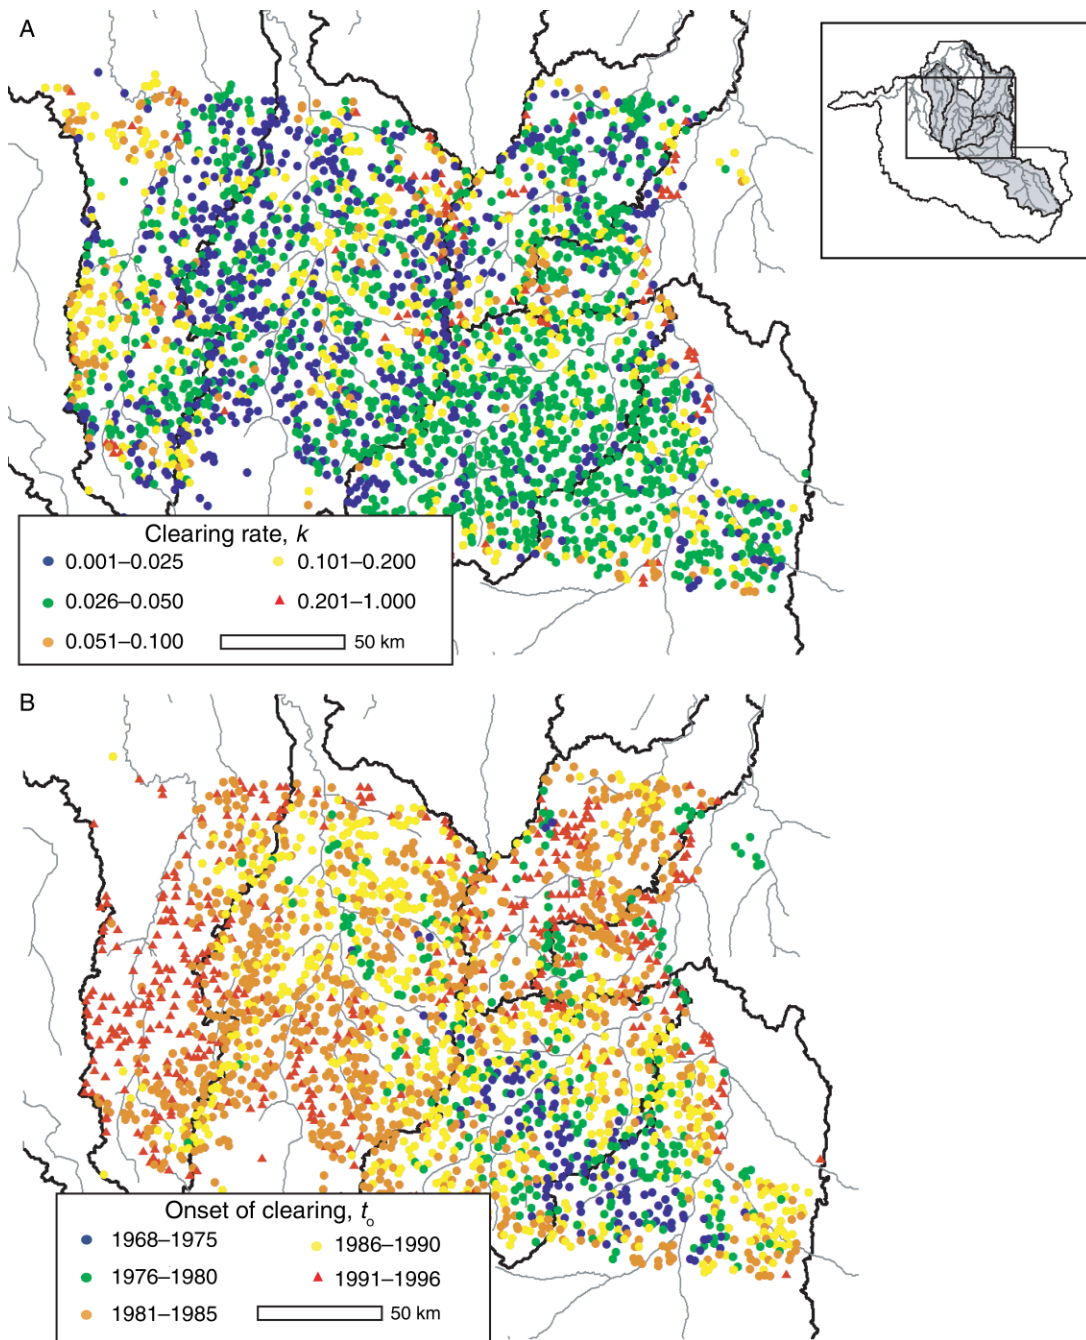 A
Clearing rate, k
0.001–0.025
0.101–0.200
0.026–0.050
0.201–1.000
0.051–0.100
50 km
B
Onset of clearing, to
1968–1975
1986–1990
1976–1980
1991–1996
1981–1985
50 km